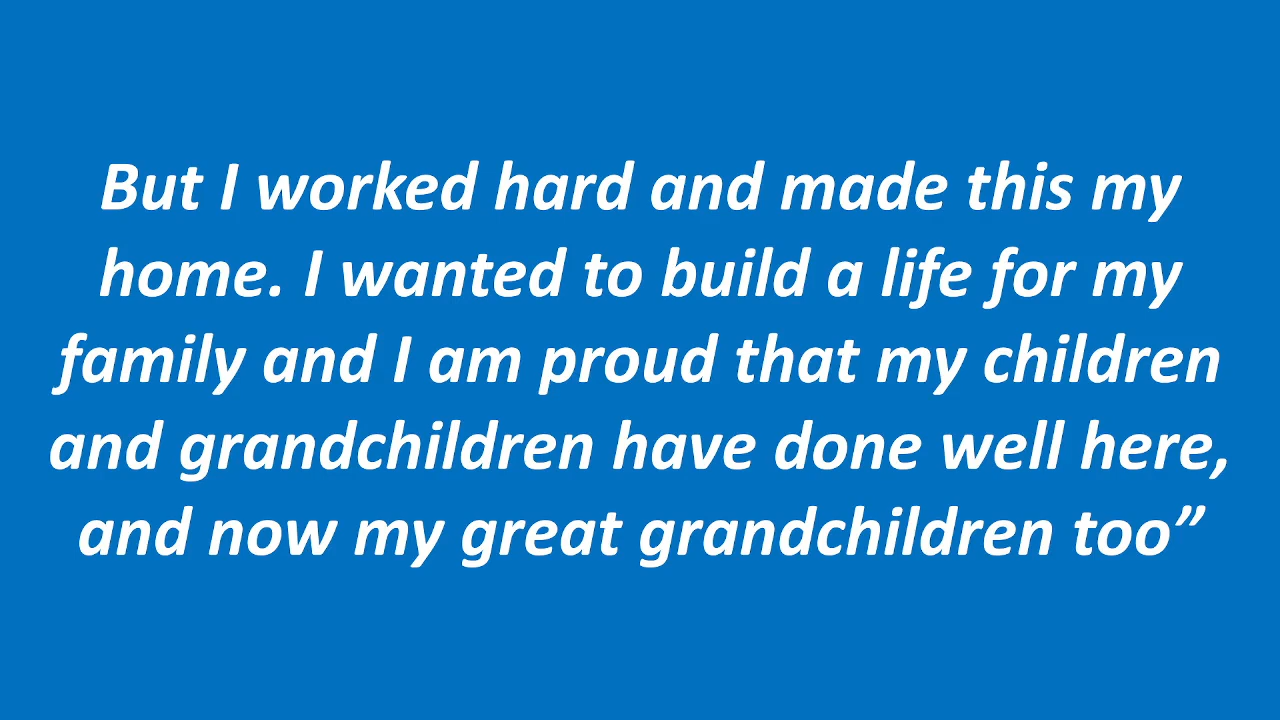 But I worked hard and made this my
home. I wanted to build a life for my
family and I am proud that my children
and grandchildren have done well here,
and now my great grandchildren too”